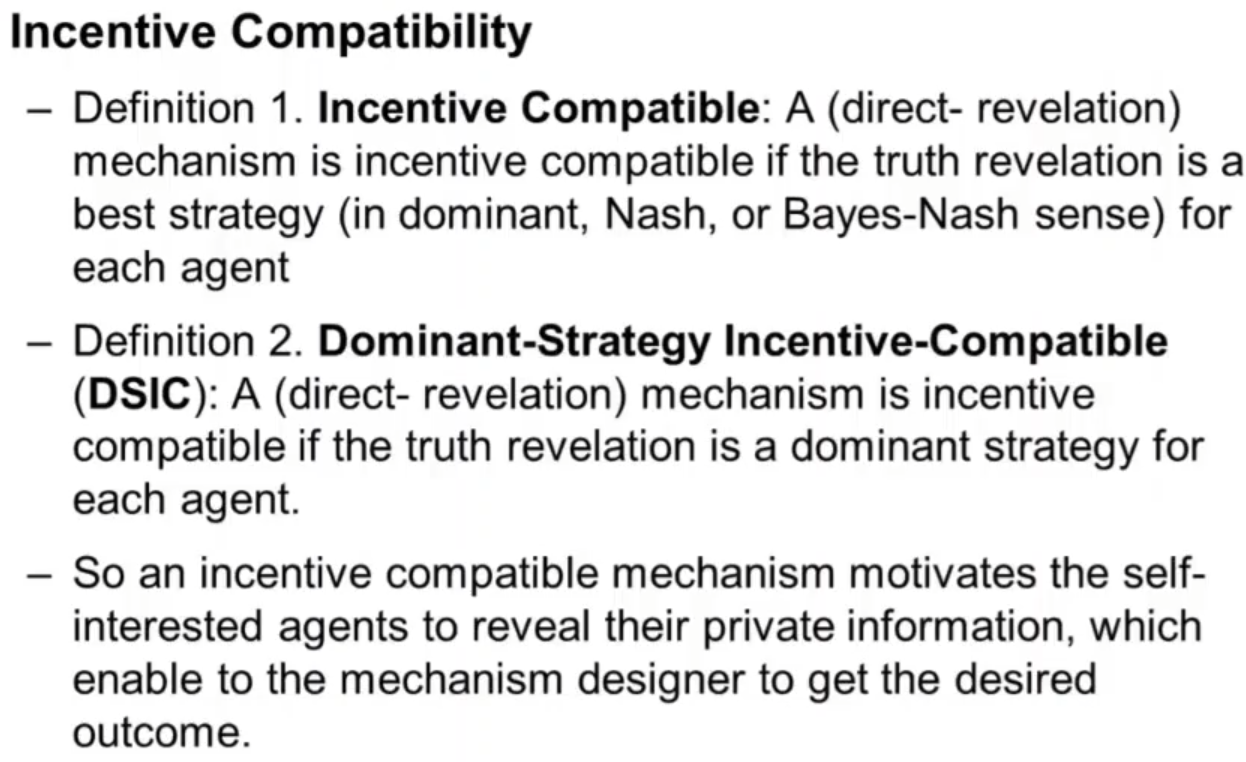 Incentive Compatibility
– Definition 1. Incentive Compatible: A (direct- revelation)
mechanism is incentive compatible if the truth revelation is a
best strategy (in dominant, Nash, or Bayes-Nash sense) for
each agent
– Definition 2. Dominant-Strategy Incentive-Compatible
(DSIC): A (direct- revelation) mechanism is incentive
compatible if the truth revelation is a dominant strategy for
each agent.
– So an incentive compatible mechanism motivates the self-
interested agents to reveal their private information, which
enable to the mechanism designer to get the desired
outcome.